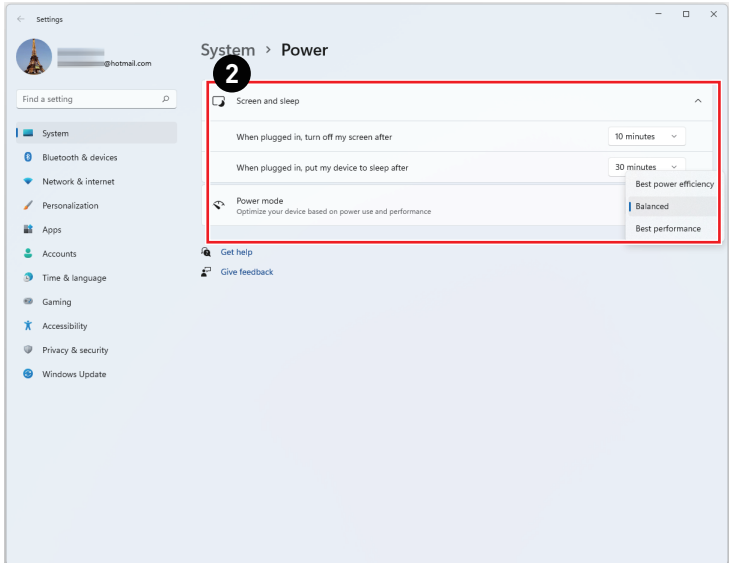 Settings
@hotmail.com
System > Power
2
Find a setting
System
Bluetooth & devices
Network & internet
Personalization
Apps
Accounts
Time & language
Gaming
Accessibility
Privacy & security
Windows Update
Screen and sleep
When plugged in, turn off my screen after
10 minutes
When plugged in, put my device to sleep after
30 minutes
Power mode
Optimize your device based on power use and performance
Best power efficiency
Balanced
Best performance
Get help
Give feedback